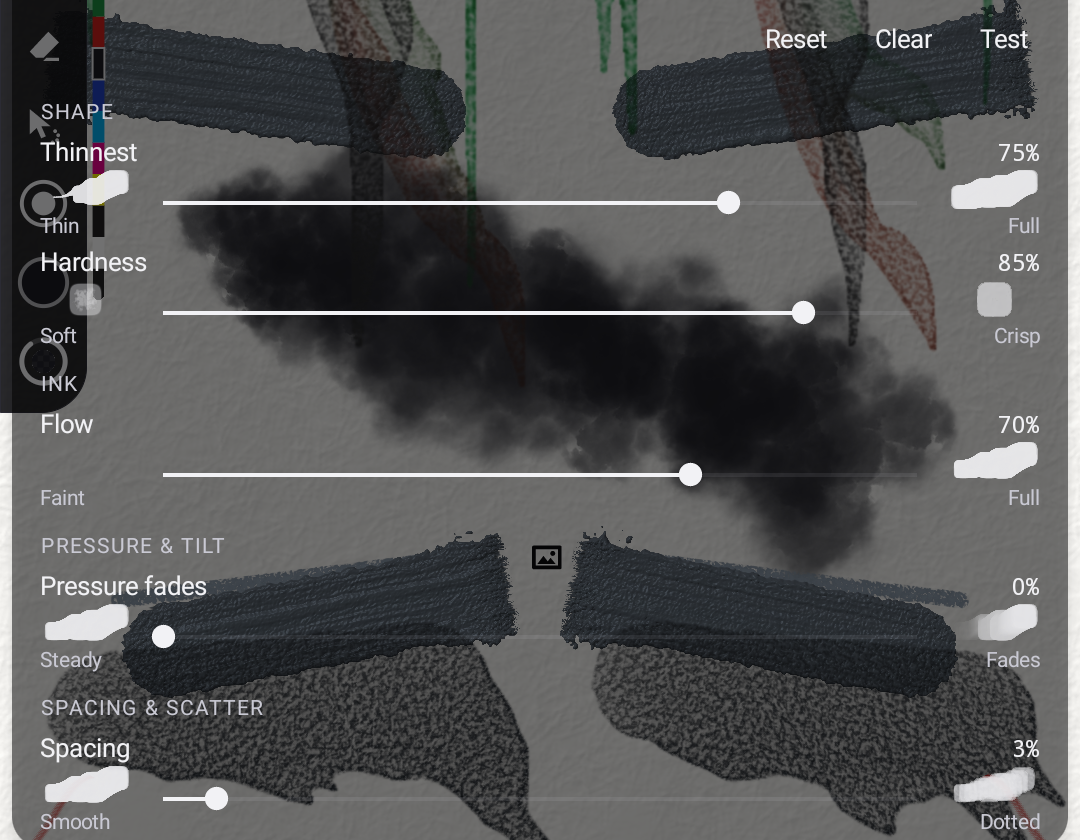 Reset Clear Test
SHAPE
Thinnest 75%
Thin Full
Hardness 85%
Soft Crisp
INK
Flow 70%
Faint Full
PRESSURE & TILT
Pressure fades 0%
Steady Fades
SPACING & SCATTER
Spacing 3%
Smooth Dotted